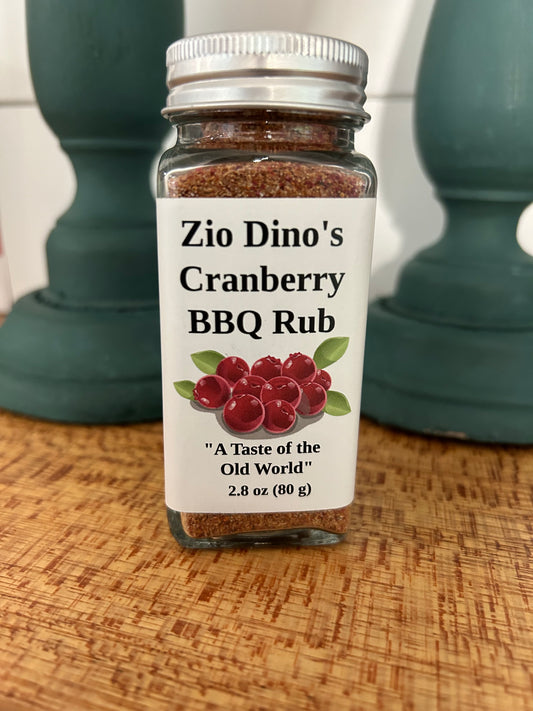 Zio Dino's
Cranberry
BBQ Rub
"A Taste of the
Old World"
2.8 oz (80 g)